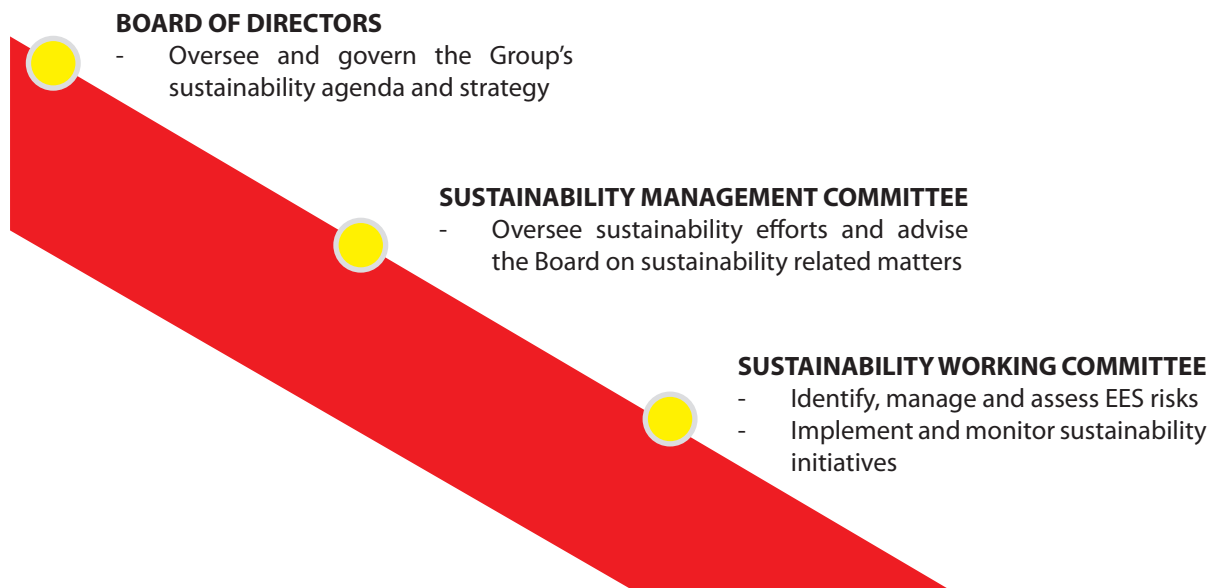 BOARD OF DIRECTORS
- Oversee and govern the Group's
sustainability agenda and strategy
SUSTAINABILITY MANAGEMENT COMMITTEE
- Oversee sustainability efforts and advise
the Board on sustainability related matters
SUSTAINABILITY WORKING COMMITTEE
- Identify, manage and assess EES risks
- Implement and monitor sustainability
initiatives